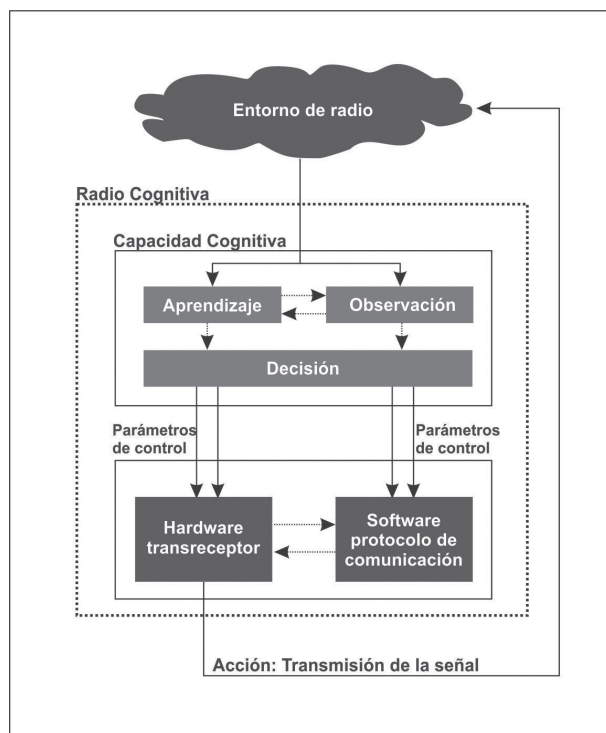 Entorno de radio
Radio Cognitiva
Capacidad Cognitiva
Aprendizaje
Observación
Decisión
Parámetros
de control
Parámetros
de control
Hardware
transreceptor
Software
protocolo de
comunicación
Acción: Transmisión de la señal